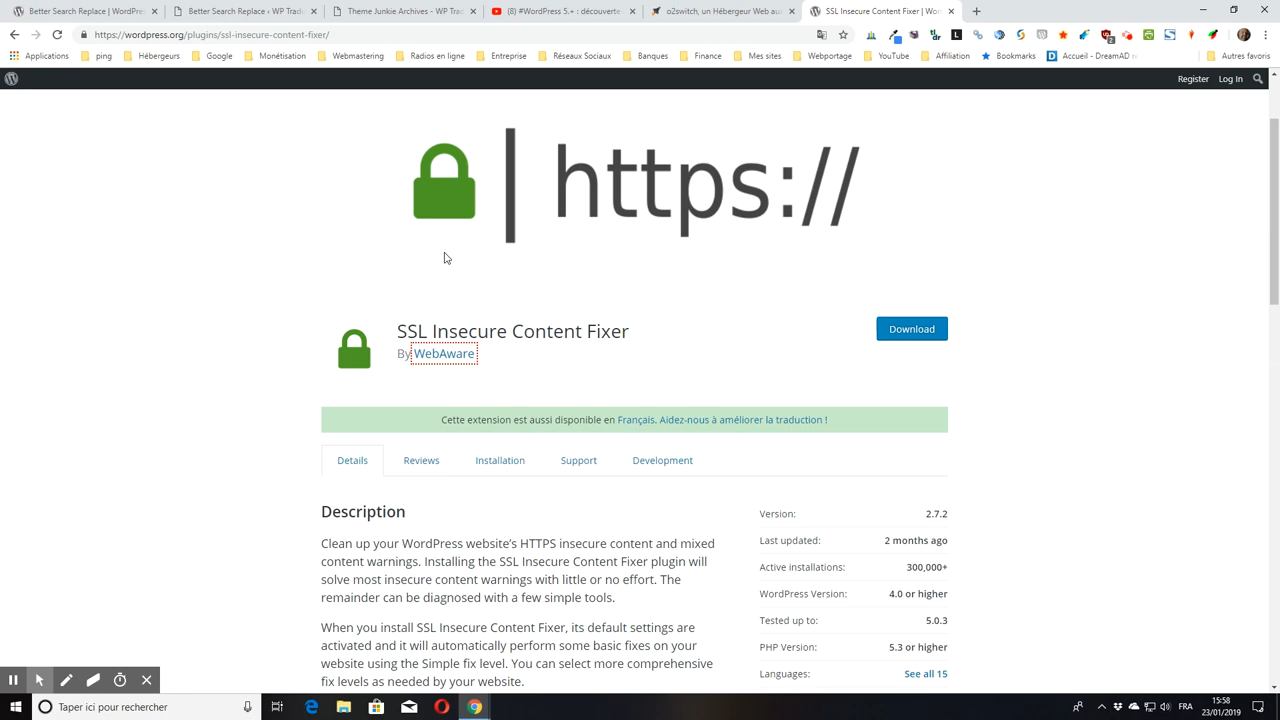 Better Search Replace | WordPr
Better Search Replace ‹ WP Trad
Theme Junkie Archives - WP Trad
(8) #WordPress 5.+ : découverte
o2switch, un Hébergeur Web aux
SSL Insecure Content Fixer | Wor
https://wordpress.org/plugins/ssl-insecure-content-fixer/
Applications
ping
Hébergeurs
Google
Monétisation
Webmastering
Radios en ligne
Entreprise
Réseaux Sociaux
Banques
Finance
Mes sites
Webportage
YouTube
Affiliation
Bookmarks
Accueil - DreamAD
Autres favoris
Register
Log In
https://
SSL Insecure Content Fixer
By WebAware
Download
Cette extension est aussi disponible en Français. Aidez-nous à améliorer la traduction !
Details
Reviews
Installation
Support
Development
Description
Clean up your WordPress website’s HTTPS insecure content and mixed
content warnings. Installing the SSL Insecure Content Fixer plugin will
solve most insecure content warnings with little or no effort. The
remainder can be diagnosed with a few simple tools.
When you install SSL Insecure Content Fixer, its default settings are
activated and it will automatically perform some basic fixes on your
website using the Simple fix level. You can select more comprehensive
fix levels as needed by your website.
Version: 2.7.2
Last updated: 2 months ago
Active installations: 300,000+
WordPress Version: 4.0 or higher
Tested up to: 5.0.3
PHP Version: 5.3 or higher
Languages: See all 15
Taper ici pour rechercher
FRA
15:58
23/01/2019